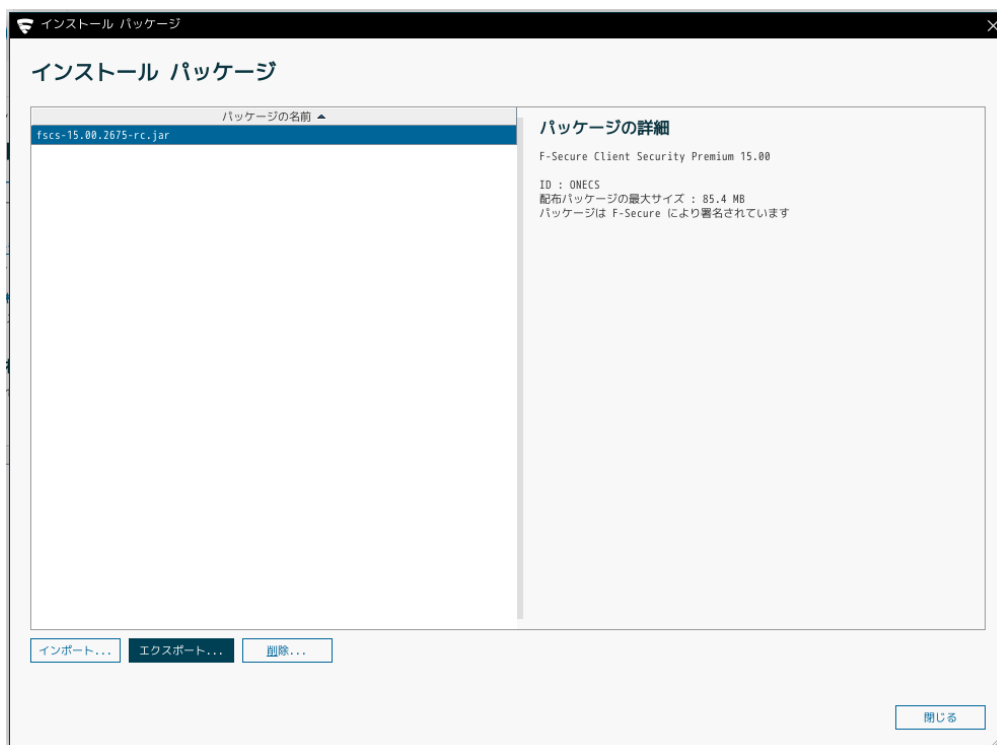 インストール パッケージ
インストール パッケージ
パッケージの名前
fscs-15.00.2675-rc.jar
パッケージの詳細
F-Secure Client Security Premium 15.00
ID : ONECS
配布パッケージの最大サイズ : 85.4 MB
パッケージは F-Secure により署名されています
インポート...
エクスポート...
削除...
閉じる